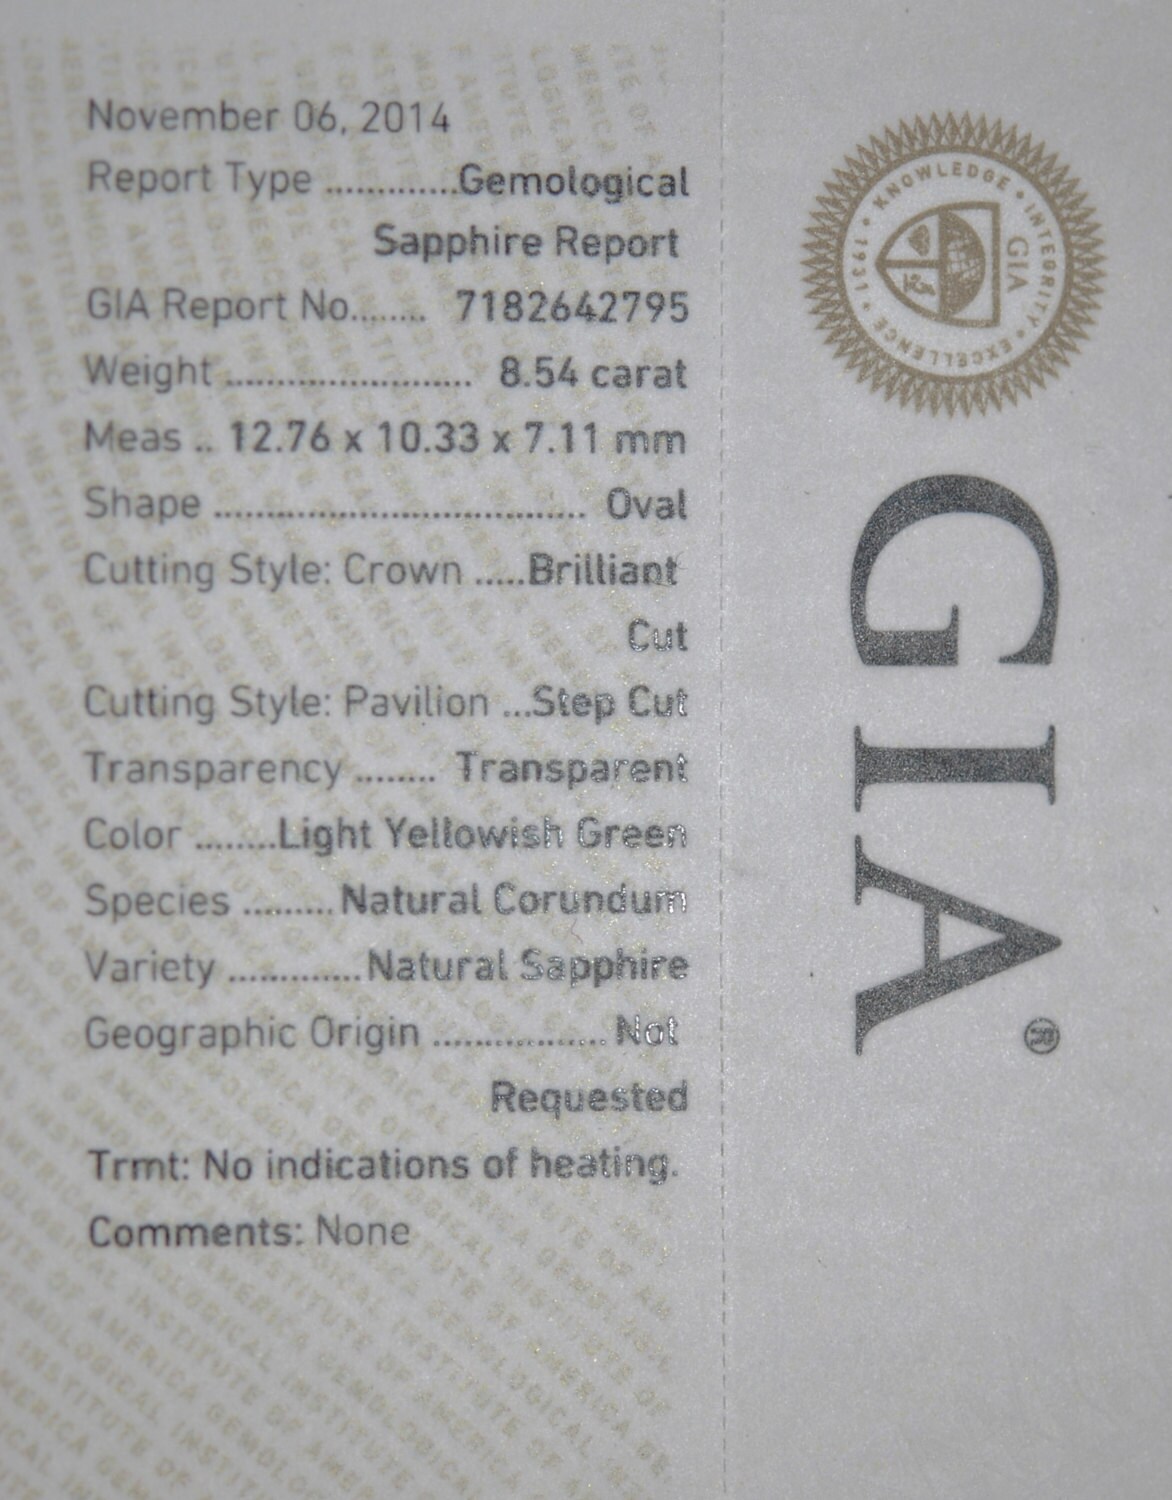 November 06, 2014
Report Type .............Gemological
Sapphire Report
GIA Report No........ 7182642795
Weight ........................ 8.54 carat
Meas .. 12.76 x 10.33 x 7.11 mm
Shape .................................... Oval
Cutting Style: Crown .....Brilliant
Cut
Cutting Style: Pavilion ...Step Cut
Transparency ........ Transparent
Color ........Light Yellowish Green
Species .........Natural Corundum
Variety .............Natural Sapphire
Geographic Origin .................Not
Requested
Trmt: No indications of heating.
Comments: None
KNOWLEDGE • INTEGRITY • EXCELLENCE • 1931 •
GIA
GIA®